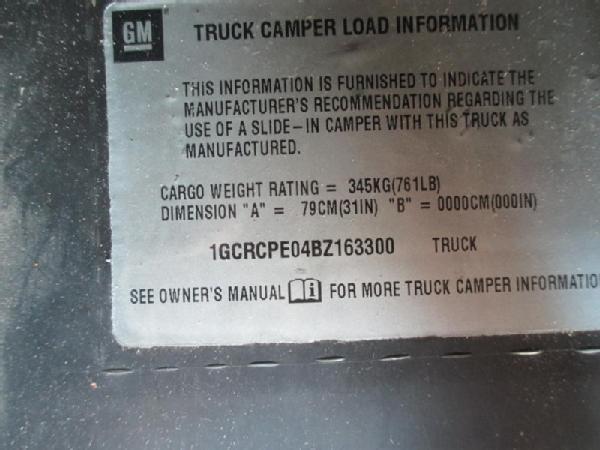 GM
TRUCK CAMPER LOAD INFORMATION
THIS INFORMATION IS FURNISHED TO INDICATE THE
MANUFACTURER'S RECOMMENDATION REGARDING THE
USE OF A SLIDE-IN CAMPER WITH THIS TRUCK AS
MANUFACTURED.
CARGO WEIGHT RATING = 345KG(761LB)
DIMENSION "A" = 79CM(31IN) "B" = 0000CM(000IN)
1GCRCPE04BZ163300 TRUCK
SEE OWNER'S MANUAL i FOR MORE TRUCK CAMPER INFORMATIO